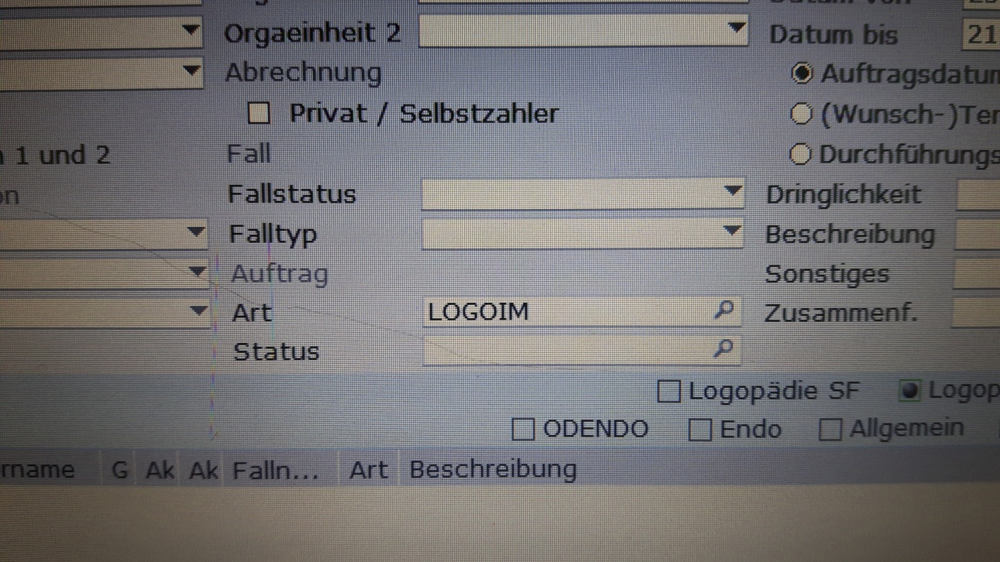 Orgaeinheit 2 Datum bis 21
Abrechnung Auftragsdatum
Privat / Selbstzahler (Wunsch-)Ter
1 und 2 Fall Durchführungs
on Fallstatus Dringlichkeit
Falltyp Beschreibung
Auftrag Sonstiges
Art LOGOIM Zusammenf.
Status
Logopädie SF Logop
ODENDO Endo Allgemein
rname G Ak Ak Falln... Art Beschreibung